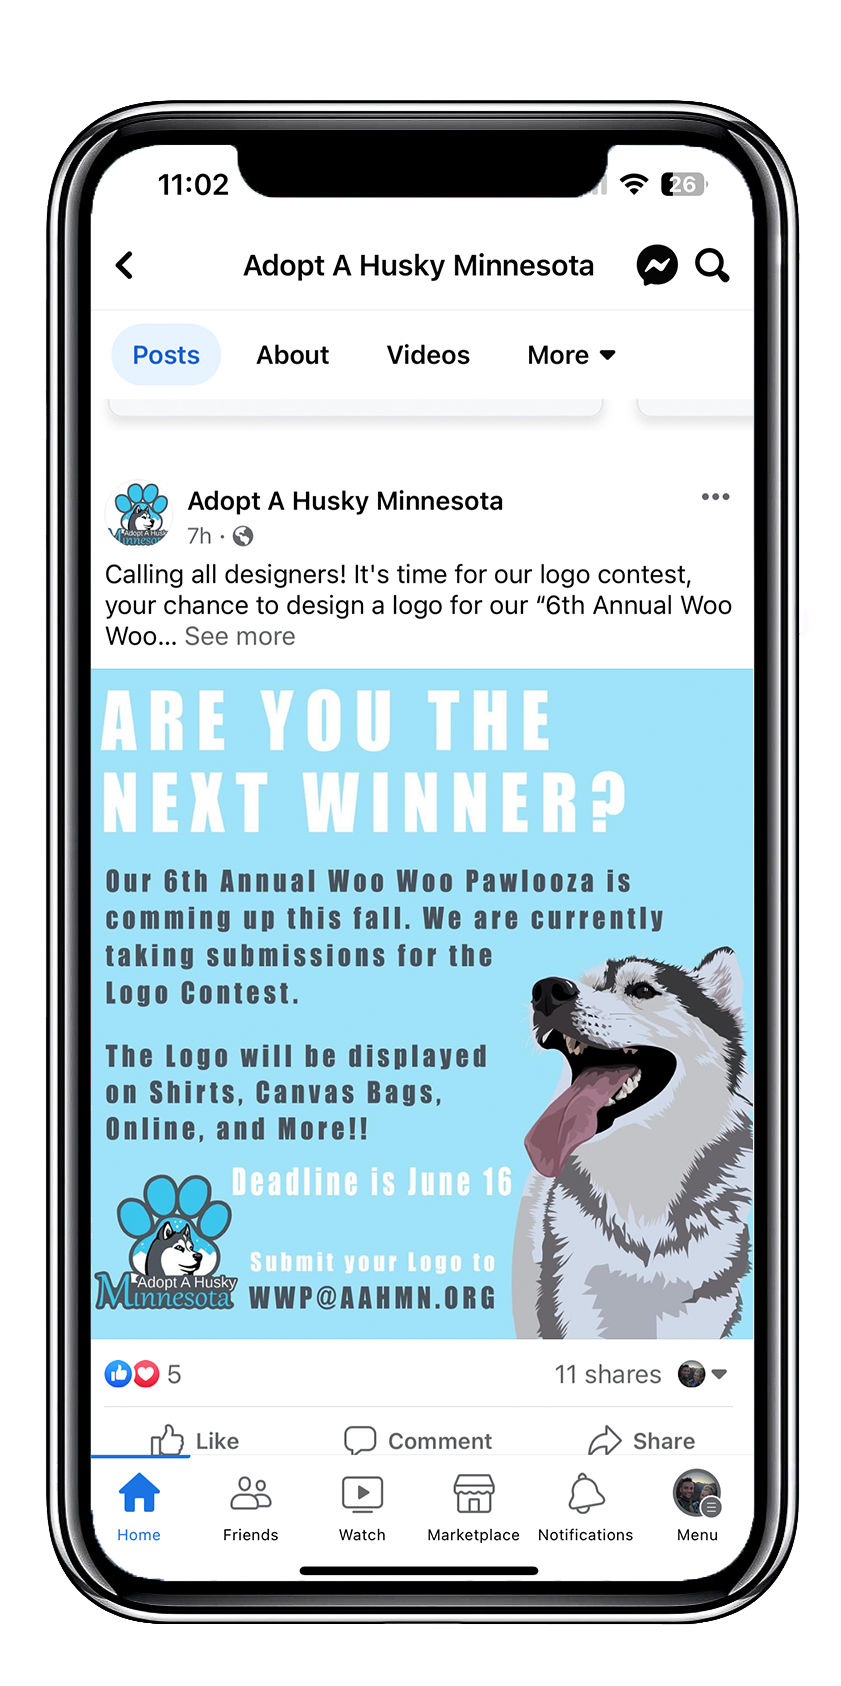 11:02
26
Adopt A Husky Minnesota
Posts About Videos More
Adopt A Husky Minnesota
7h ·
Adopt A Husky
Minnesota
Calling all designers! It's time for our logo contest,
your chance to design a logo for our “6th Annual Woo
Woo... See more
ARE YOU THE
NEXT WINNER?
Our 6th Annual Woo Woo Pawlooza is
comming up this fall. We are currently
taking submissions for the
Logo Contest.
The Logo will be displayed
on Shirts, Canvas Bags,
Online, and More!!
Deadline is June 16
Adopt A Husky
Minnesota
Submit your Logo to
WWP@AAHMN.ORG
5
11 shares
Like Comment Share
Home Friends Watch Marketplace Notifications Menu